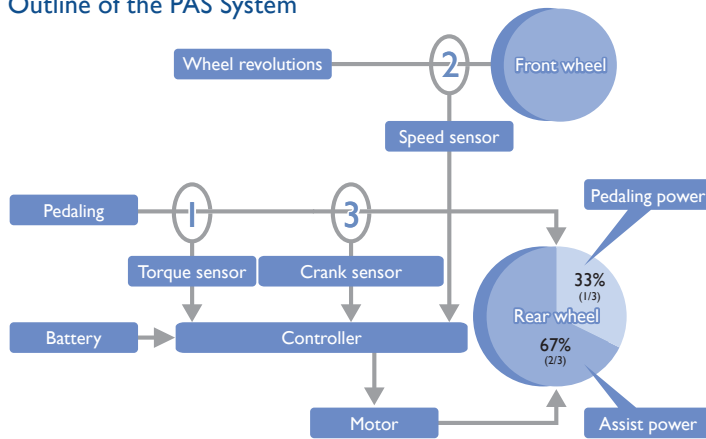 Outline of the PAS System
Wheel revolutions
2
Front wheel
Speed sensor
Pedaling power
Pedaling
1
3
Torque sensor
Crank sensor
33%
(1/3)
Rear wheel
Battery
Controller
67%
(2/3)
Motor
Assist power